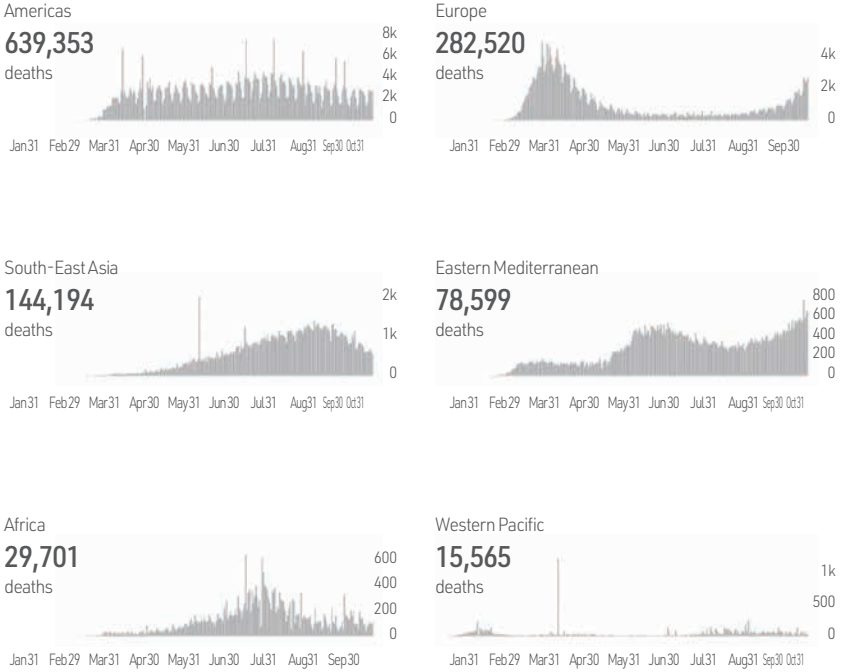 Americas
639,353
deaths
8k
6k
4k
2k
0
Jan31 Feb29 Mar31 Apr30 May31 Jun30 Jul31 Aug31 Sep30 Oct31
Europe
282,520
deaths
4k
2k
0
Jan31 Feb29 Mar31 Apr30 May31 Jun30 Jul31 Aug31 Sep30
South-East Asia
144,194
deaths
2k
1k
0
Jan31 Feb29 Mar31 Apr30 May31 Jun30 Jul31 Aug31 Sep30 Oct31
Eastern Mediterranean
78,599
deaths
800
600
400
200
0
Jan31 Feb29 Mar31 Apr30 May31 Jun30 Jul31 Aug31 Sep30 Oct31
Africa
29,701
deaths
600
400
200
0
Jan31 Feb29 Mar31 Apr30 May31 Jun30 Jul31 Aug31 Sep30
Western Pacific
15,565
deaths
1k
500
0
Jan31 Feb29 Mar31 Apr30 May31 Jun30 Jul31 Aug31 Sep30 Oct31